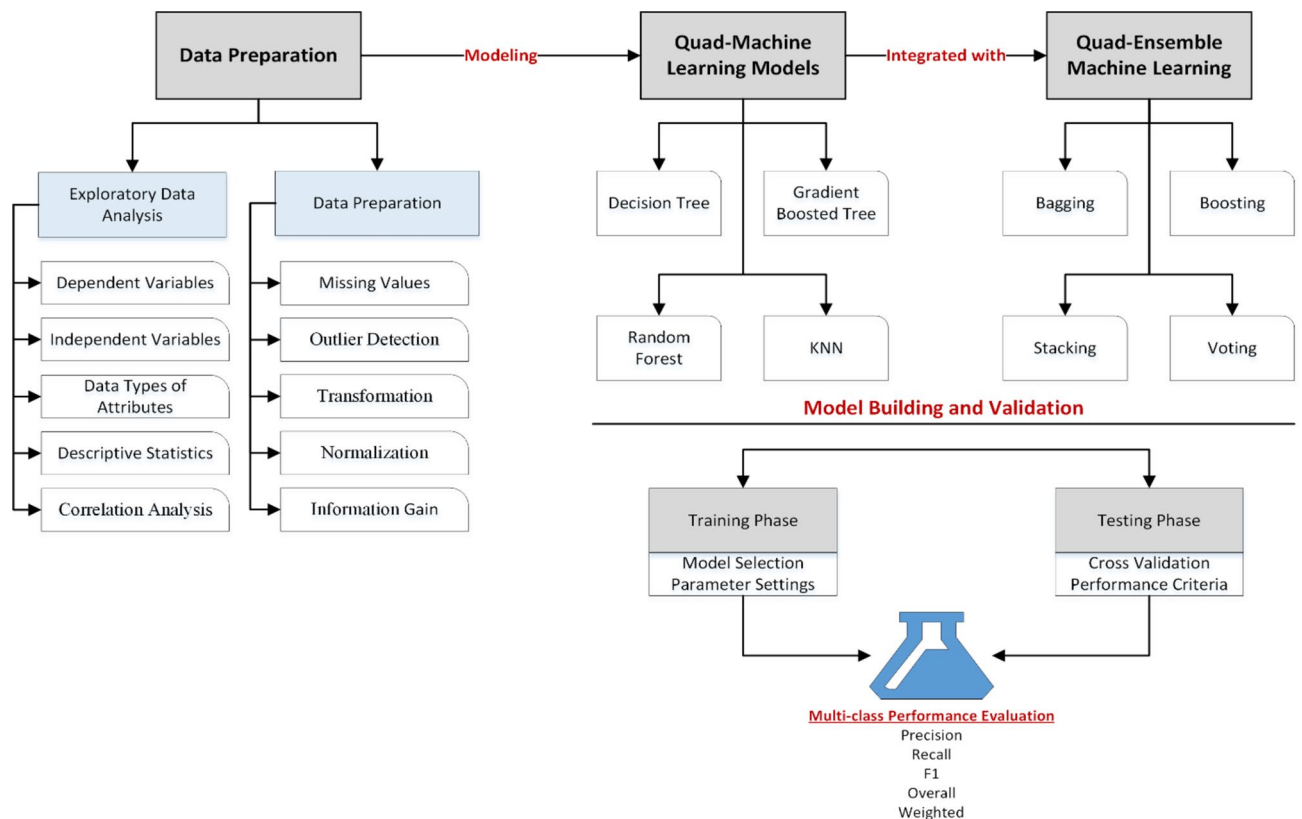 Data Preparation
Modeling
Quad-Machine
Learning Models
Integrated with
Quad-Ensemble
Machine Learning
Exploratory Data
Analysis
Dependent Variables
Independent Variables
Data Types of
Attributes
Descriptive Statistics
Correlation Analysis
Data Preparation
Missing Values
Outlier Detection
Transformation
Normalization
Information Gain
Decision Tree
Gradient
Boosted Tree
Random
Forest
KNN
Bagging
Boosting
Stacking
Voting
Model Building and Validation
Training Phase
Model Selection
Parameter Settings
Testing Phase
Cross Validation
Performance Criteria
Multi-class Performance Evaluation
Precision
Recall
F1
Overall
Weighted